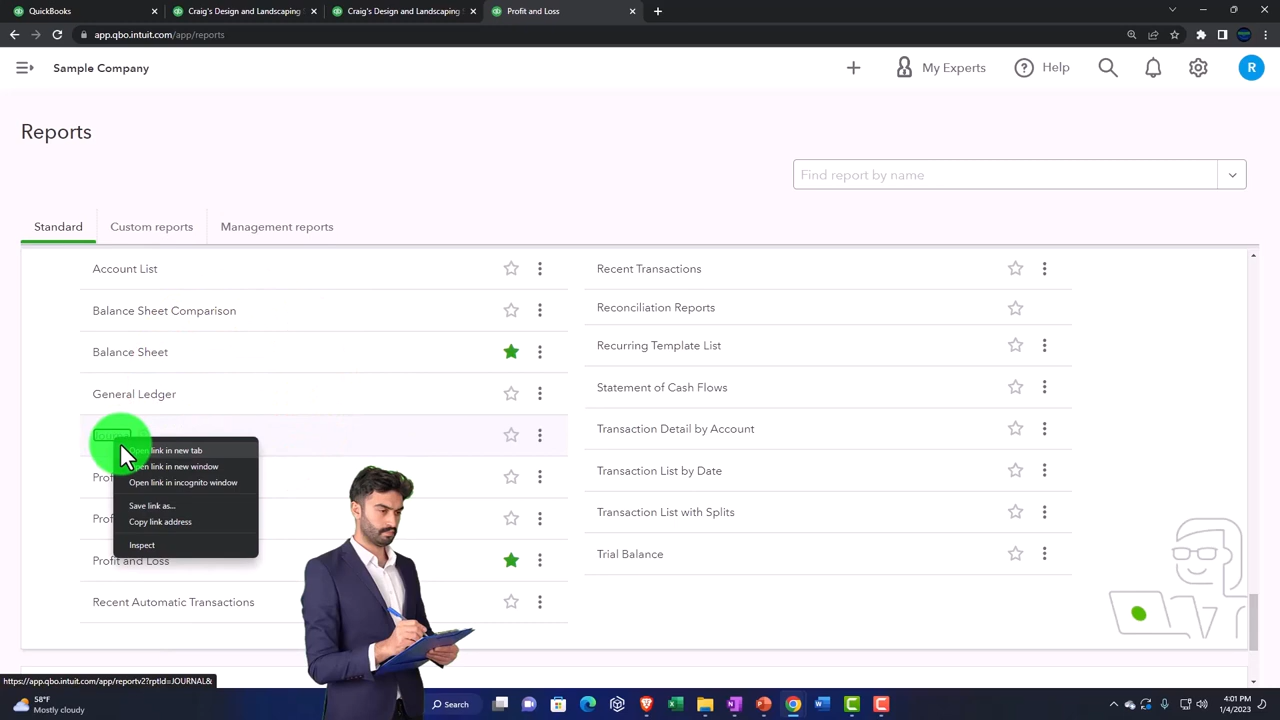 QuickBooks
Craig's Design and Landscaping
Craig's Design and Landscaping S
Profit and Loss
app.qbo.intuit.com/app/reports
Sample Company
My Experts
Help
R
Reports
Find report by name
Standard
Custom reports
Management reports
Account List
Balance Sheet Comparison
Balance Sheet
General Ledger
Open link in new tab
Open link in new window
Open link in incognito window
Save link as...
Copy link address
Inspect
Profit and Loss
Recent Automatic Transactions
Recent Transactions
Reconciliation Reports
Recurring Template List
Statement of Cash Flows
Transaction Detail by Account
Transaction List by Date
Transaction List with Splits
Trial Balance
https://app.qbo.intuit.com/app/reportv2?rptId=JOURNAL&
58°F
Mostly cloudy
Search
4:01 PM
1/4/2023